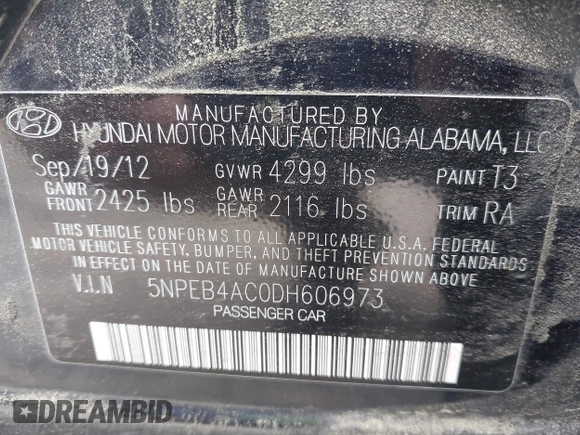 MANUFACTURED BY
HYUNDAI MOTOR MANUFACTURING ALABAMA, LLC
Sep/19/12 GVWR 4299 lbs PAINT T3
GAWR FRONT 2425 lbs GAWR REAR 2116 lbs TRIM RA
THIS VEHICLE CONFORMS TO ALL APPLICABLE U.S.A. FEDERAL
MOTOR VEHICLE SAFETY, BUMPER, AND THEFT PREVENTION STANDARDS
IN EFFECT ON THE DATE OF MANUFACTURE SHOWN ABOVE
V.I.N 5NPEB4AC0DH606973
PASSENGER CAR
DREAMBID